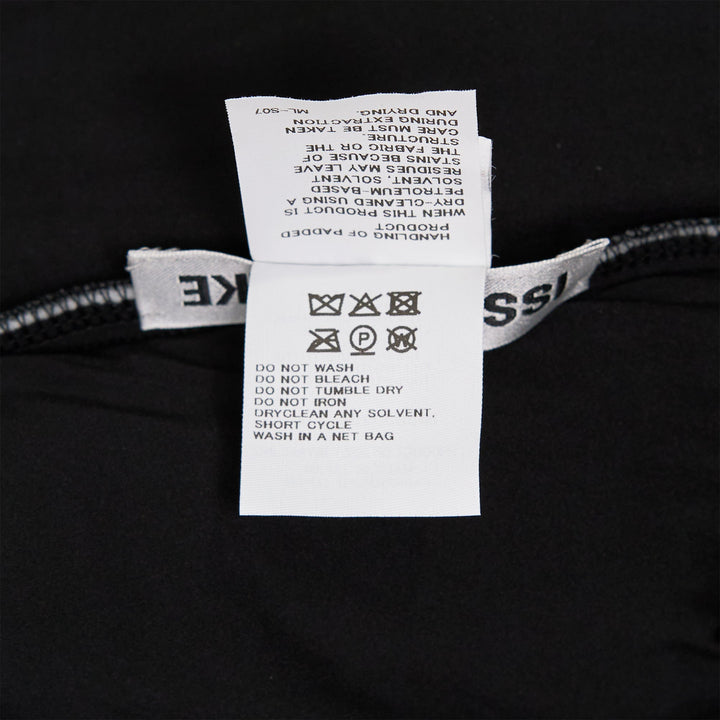 HANDLING OF PADDED
PRODUCT
WHEN THIS PRODUCT IS
DRY-CLEANED USING A
PETROLEUM-BASED
SOLVENT, SOLVENT
RESIDUES MAY LEAVE
STAINS BECAUSE OF
THE FABRIC OR THE
STRUCTURE.
CARE MUST BE TAKEN
DURING EXTRACTION
AND DRYING.
ML-S07
KE
ISS
P W
DO NOT WASH
DO NOT BLEACH
DO NOT TUMBLE DRY
DO NOT IRON
DRYCLEAN ANY SOLVENT,
SHORT CYCLE
WASH IN A NET BAG